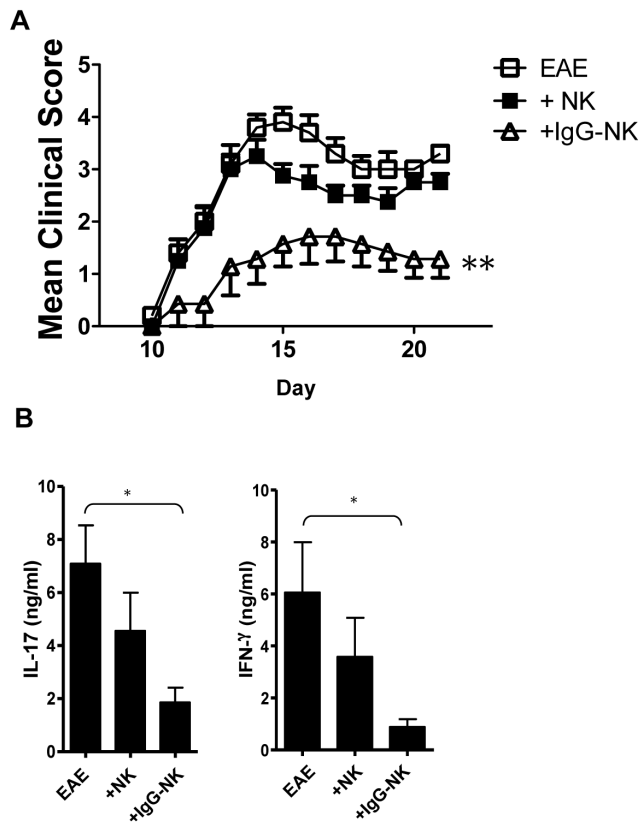 A
Mean Clinical Score
5
4
3
2
1
0
10
15
20
Day
EAE
+ NK
+IgG-NK
**
B
IL-17 (ng/ml)
10
8
6
4
2
0
*
EAE
+NK
+IgG-NK
IFN-γ (ng/ml)
10
8
6
4
2
0
*
EAE
+NK
+IgG-NK